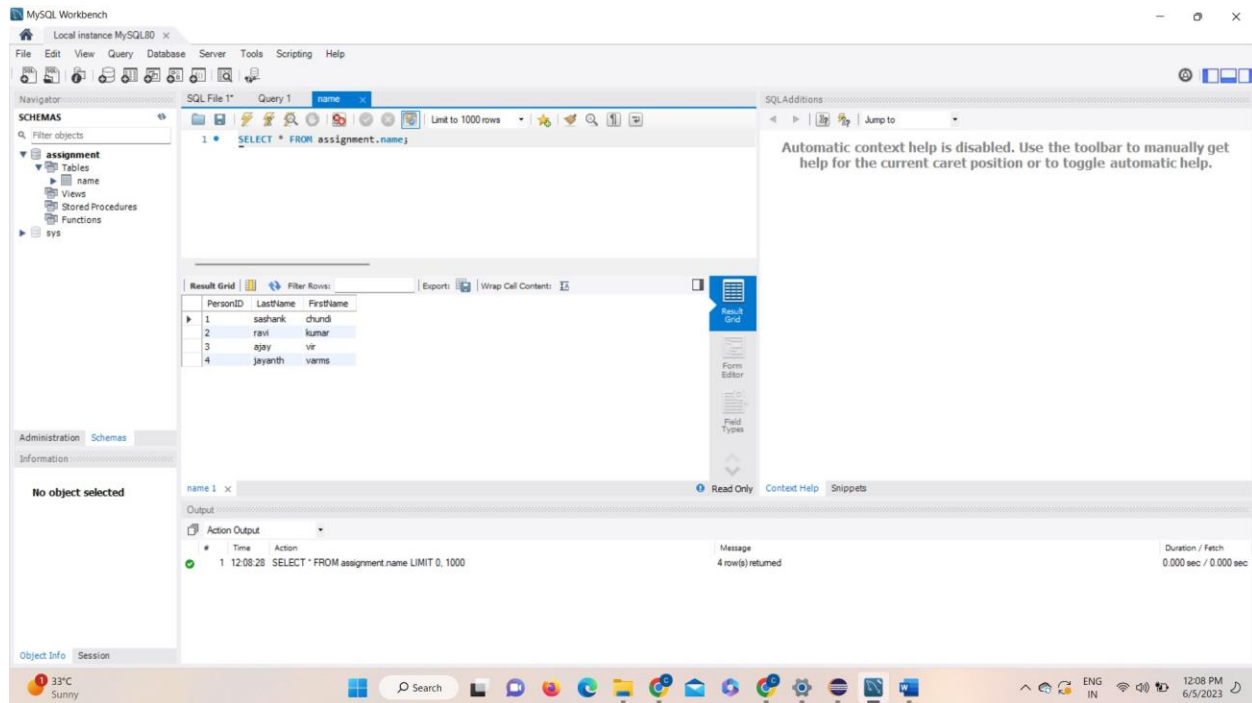 MySQL Workbench
Local instance MySQL80 ×
File Edit View Query Database Server Tools Scripting Help
Navigator
SCHEMAS
Filter objects
assignment
Tables
name
Views
Stored Procedures
Functions
sys
Administration Schemas
Information
No object selected
Object Info Session
SQL File 1* Query 1 name ×
Limit to 1000 rows
1 SELECT * FROM assignment.name;
Result Grid Filter Rows: Export: Wrap Cell Content:
PersonID LastName FirstName
1 sashank chundi
2 ravi kumar
3 ajay vir
4 jayanth varms
Result Grid
Form Editor
Field Types
name 1 × Read Only
SQLAdditions
Jump to
Automatic context help is disabled. Use the toolbar to manually get
help for the current caret position or to toggle automatic help.
Context Help Snippets
Output
Action Output
# Time Action Message Duration / Fetch
1 12:08:28 SELECT * FROM assignment.name LIMIT 0, 1000 4 row(s) returned 0.000 sec / 0.000 sec
1 33°C
Sunny
Search
ENG
IN
12:08 PM
6/5/2023